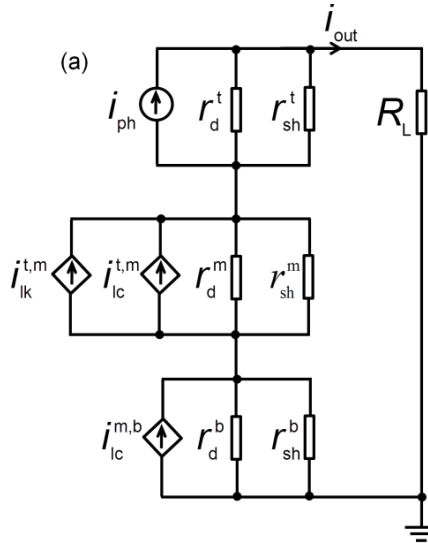 (a)
i_out
i_ph r_d^t r_sh^t R_L
i_lk^t,m i_lc^t,m r_d^m r_sh^m
i_lc^m,b r_d^b r_sh^b